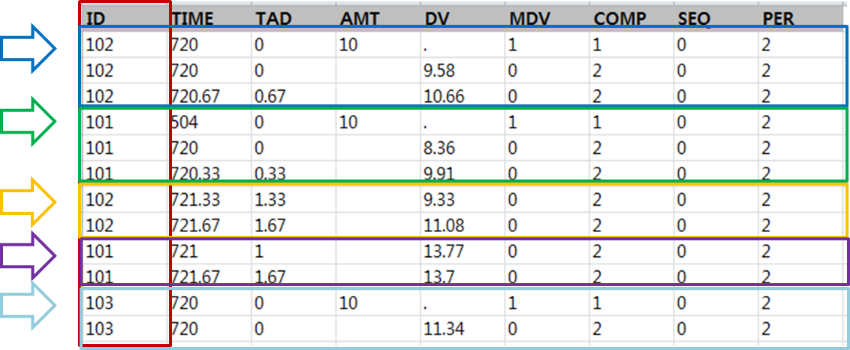 ID TIME TAD AMT DV MDV COMP SEQ PER
102 720 0 10 . 1 1 0 2
102 720 0 9.58 0 2 0 2
102 720.67 0.67 10.66 0 2 0 2
101 504 0 10 . 1 1 0 2
101 720 0 8.36 0 2 0 2
101 720.33 0.33 9.91 0 2 0 2
102 721.33 1.33 9.33 0 2 0 2
102 721.67 1.67 11.08 0 2 0 2
101 721 1 13.77 0 2 0 2
101 721.67 1.67 13.7 0 2 0 2
103 720 0 10 . 1 1 0 2
103 720 0 11.34 0 2 0 2